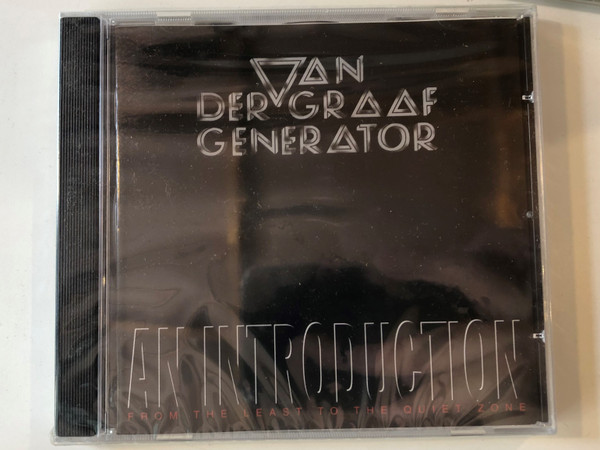 VAN
DER GRAAF
GENERATOR
AN INTRODUCTION
FROM THE LEAST TO THE QUIET ZONE